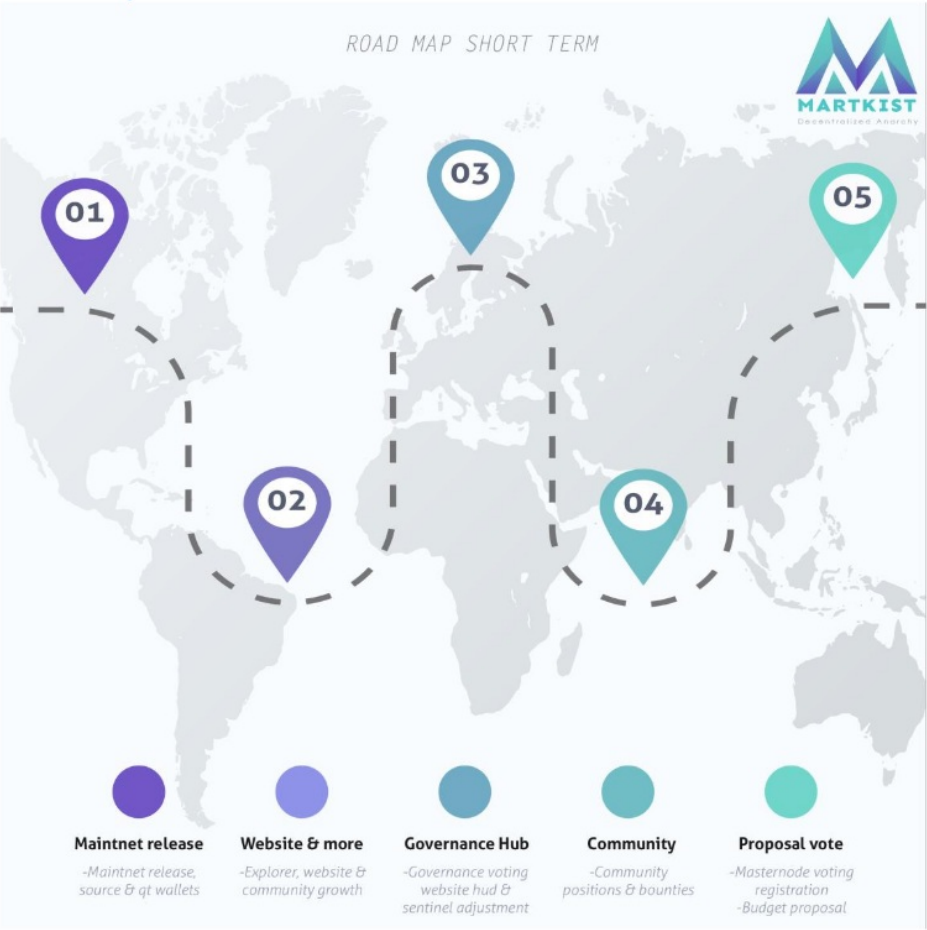 ROAD MAP SHORT TERM
MARTKIST
Decentralized Anarchy
01
02
03
04
05
Maintnet release
-Maintnet release,
source & qt wallets
Website & more
-Explorer, website &
community growth
Governance Hub
-Governance voting
website hud &
sentinel adjustment
Community
-Community
positions & bounties
Proposal vote
-Masternode voting
registration
-Budget proposal